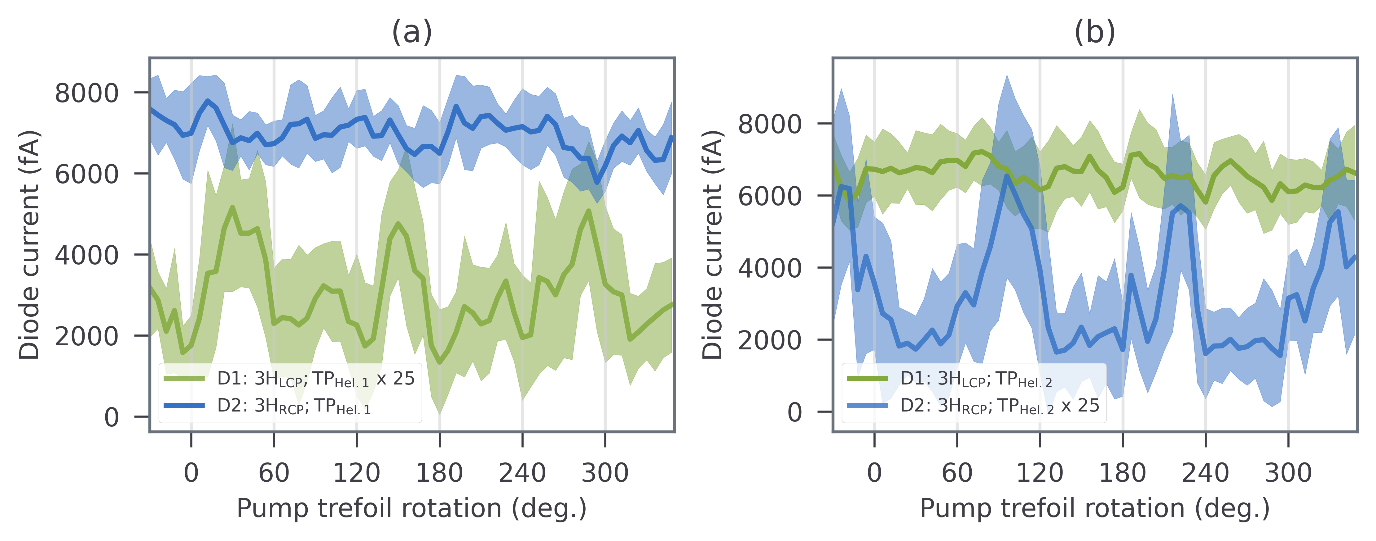 (a)
Diode current (fA)
8000
6000
4000
2000
0
D1: 3H_LCP; TP_Hel. 1 x 25
D2: 3H_RCP; TP_Hel. 1
0 60 120 180 240 300
Pump trefoil rotation (deg.)
(b)
Diode current (fA)
8000
6000
4000
2000
0
D1: 3H_LCP; TP_Hel. 2
D2: 3H_RCP; TP_Hel. 2 x 25
0 60 120 180 240 300
Pump trefoil rotation (deg.)